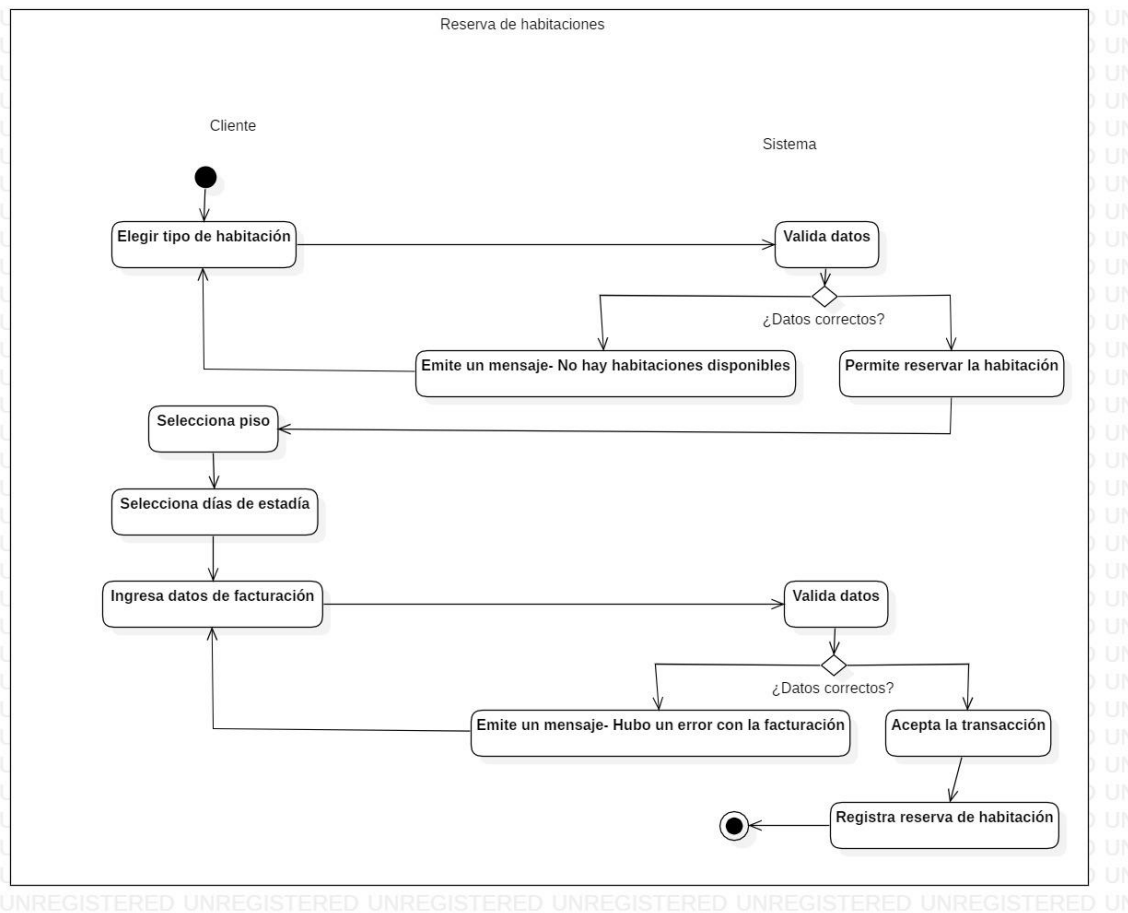 Reserva de habitaciones
Cliente
Sistema
Elegir tipo de habitación
Valida datos
¿Datos correctos?
Emite un mensaje- No hay habitaciones disponibles
Permite reservar la habitación
Selecciona piso
Selecciona días de estadía
Ingresa datos de facturación
Valida datos
¿Datos correctos?
Emite un mensaje- Hubo un error con la facturación
Acepta la transacción
Registra reserva de habitación
UNREGISTERED UNREGISTERED UNREGISTERED UNREGISTERED UNREGISTERED UNREGISTERED UN